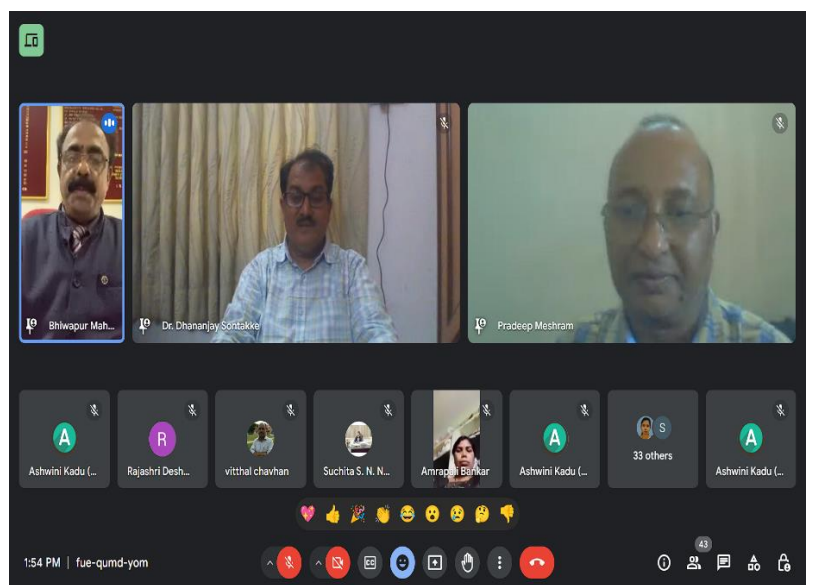 Bhiwapur Mah...
Dr. Dhananjay Sontakke
Pradeep Meshram
A
R
A
S
A
Ashwini Kadu (...
Rajashri Desh...
vitthal chavhan
Suchita S. N. N...
Amrapali Bankar
Ashwini Kadu (...
33 others
Ashwini Kadu (...
43
1:54 PM | fue-qumd-yom
CC